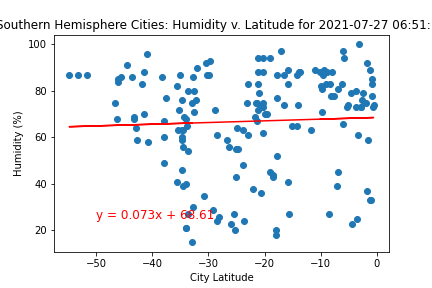 Southern Hemisphere Cities: Humidity v. Latitude for 2021-07-27 06:51:
100
80
60
40
20
Humidity (%)
y = 0.073x + 68.61
−50
−40
−30
−20
−10
0
City Latitude